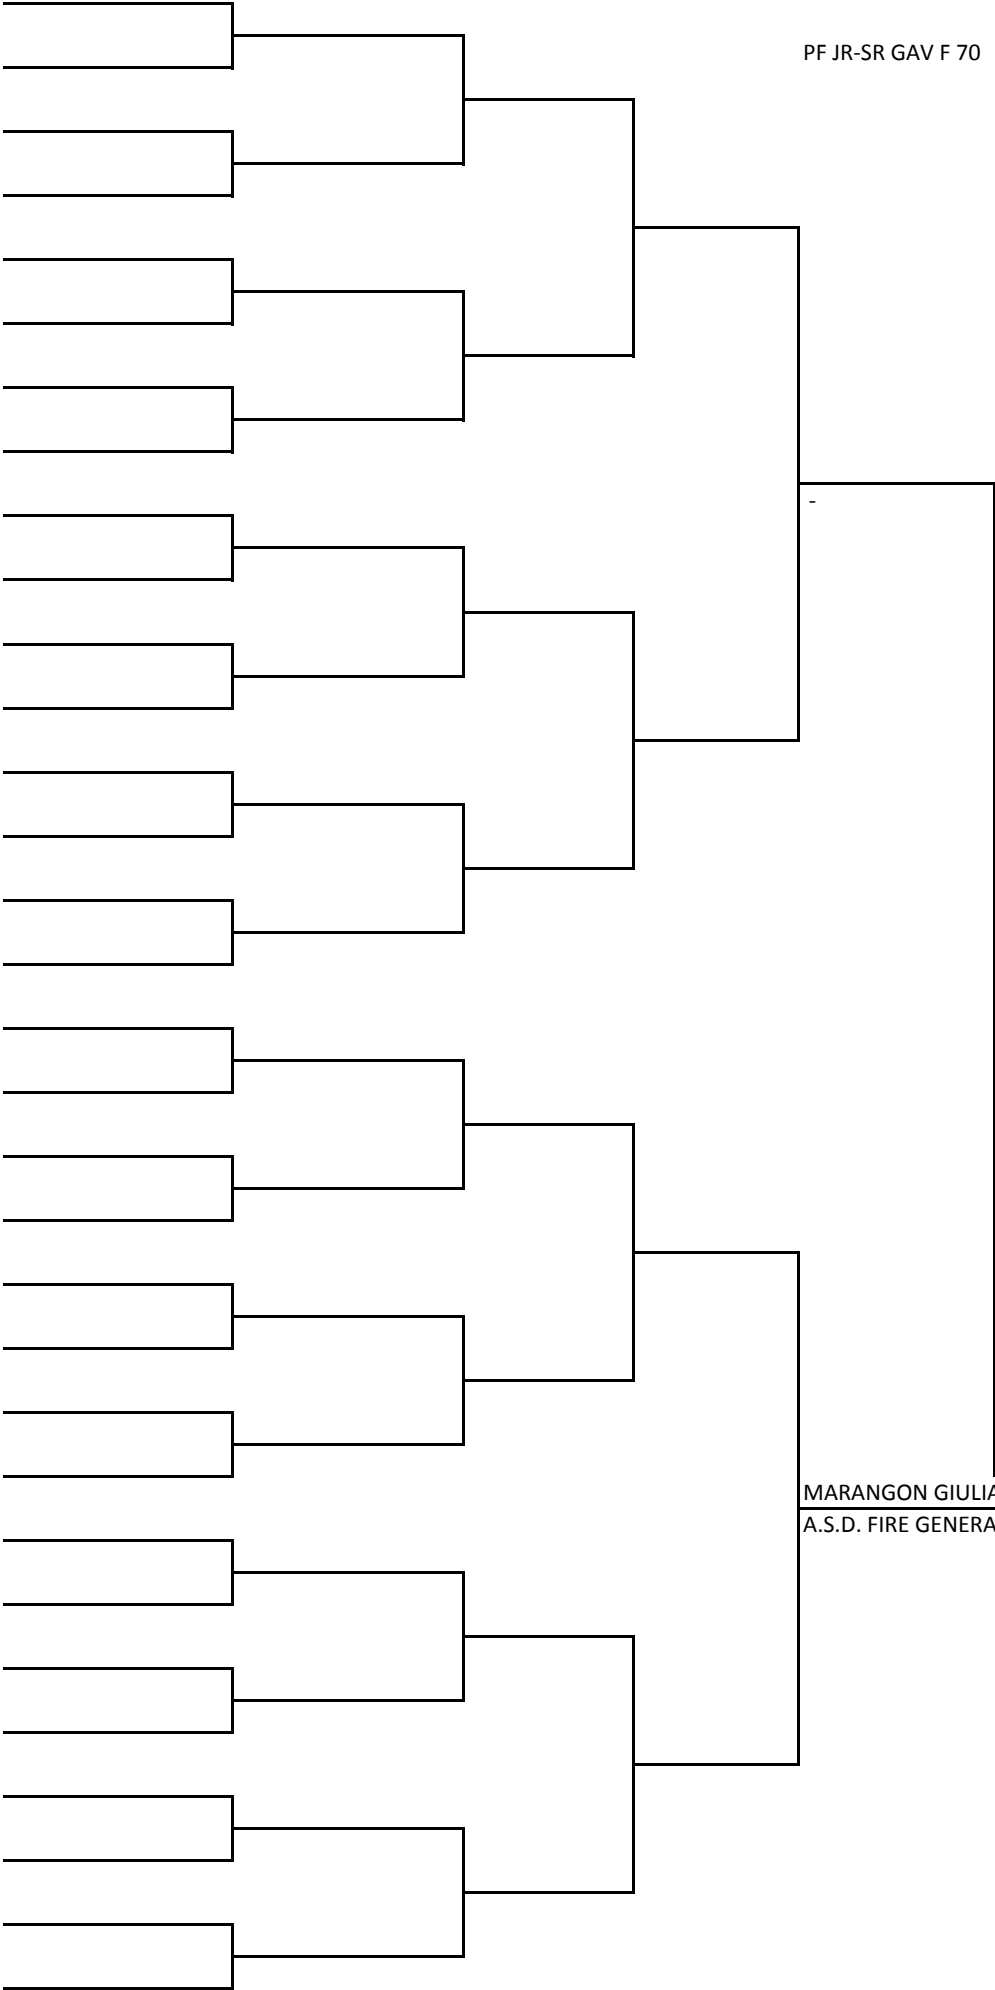 PF JR-SR GAV F 70
-
MARANGON GIULIA
A.S.D. FIRE GENERA